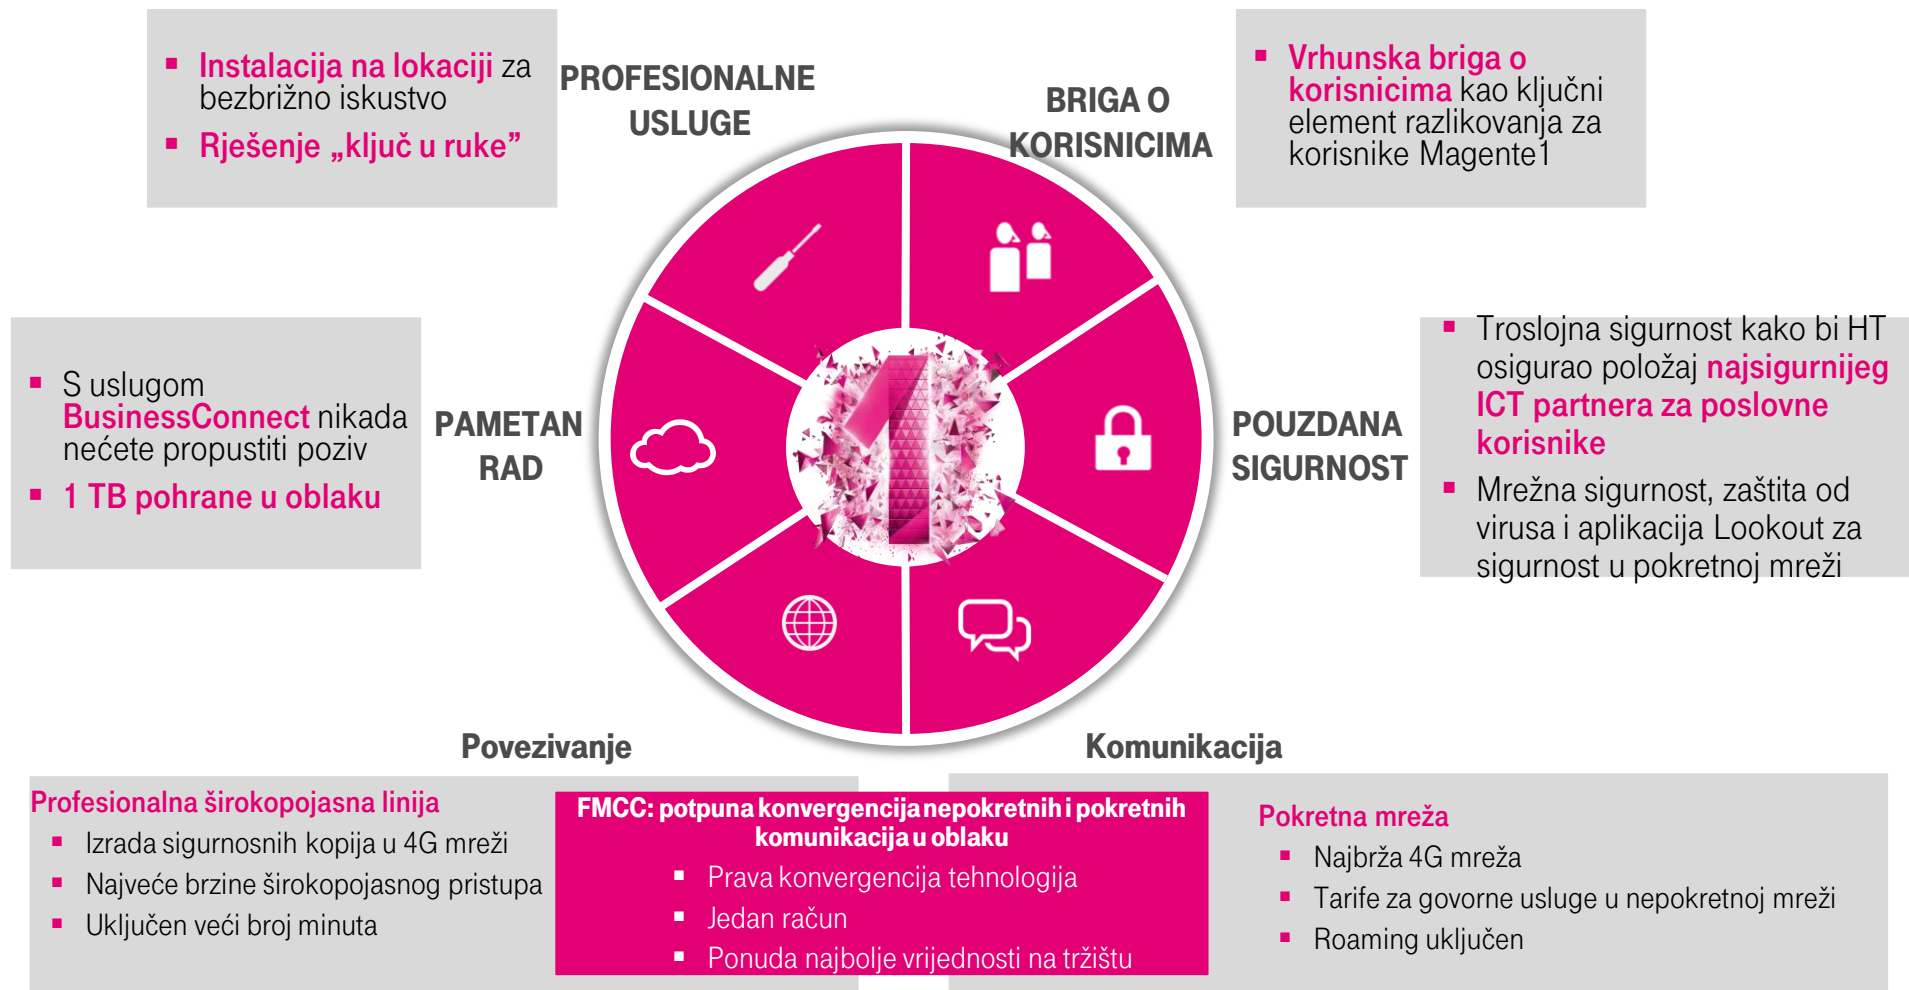 Instalacija na lokaciji za
bezbrižno iskustvo
Rješenje „ključ u ruke”
PROFESIONALNE
USLUGE
BRIGA O
KORISNICIMA
Vrhunska briga o
korisnicima kao ključni
element razlikovanja za
korisnike Magente1
S uslugom
BusinessConnect nikada
nećete propustiti poziv
1 TB pohrane u oblaku
PAMETAN
RAD
POUZDANA
SIGURNOST
Troslojna sigurnost kako bi HT
osigurao položaj najsigurnijeg
ICT partnera za poslovne
korisnike
Mrežna sigurnost, zaštita od
virusa i aplikacija Lookout za
sigurnost u pokretnoj mreži
Povezivanje
Komunikacija
Profesionalna širokopojasna linija
Izrada sigurnosnih kopija u 4G mreži
Najveće brzine širokopojasnog pristupa
Uključen veći broj minuta
FMCC: potpuna konvergencija nepokretnih i pokretnih
komunikacija u oblaku
Prava konvergencija tehnologija
Jedan račun
Ponuda najbolje vrijednosti na tržištu
Pokretna mreža
Najbrža 4G mreža
Tarife za govorne usluge u nepokretnoj mreži
Roaming uključen